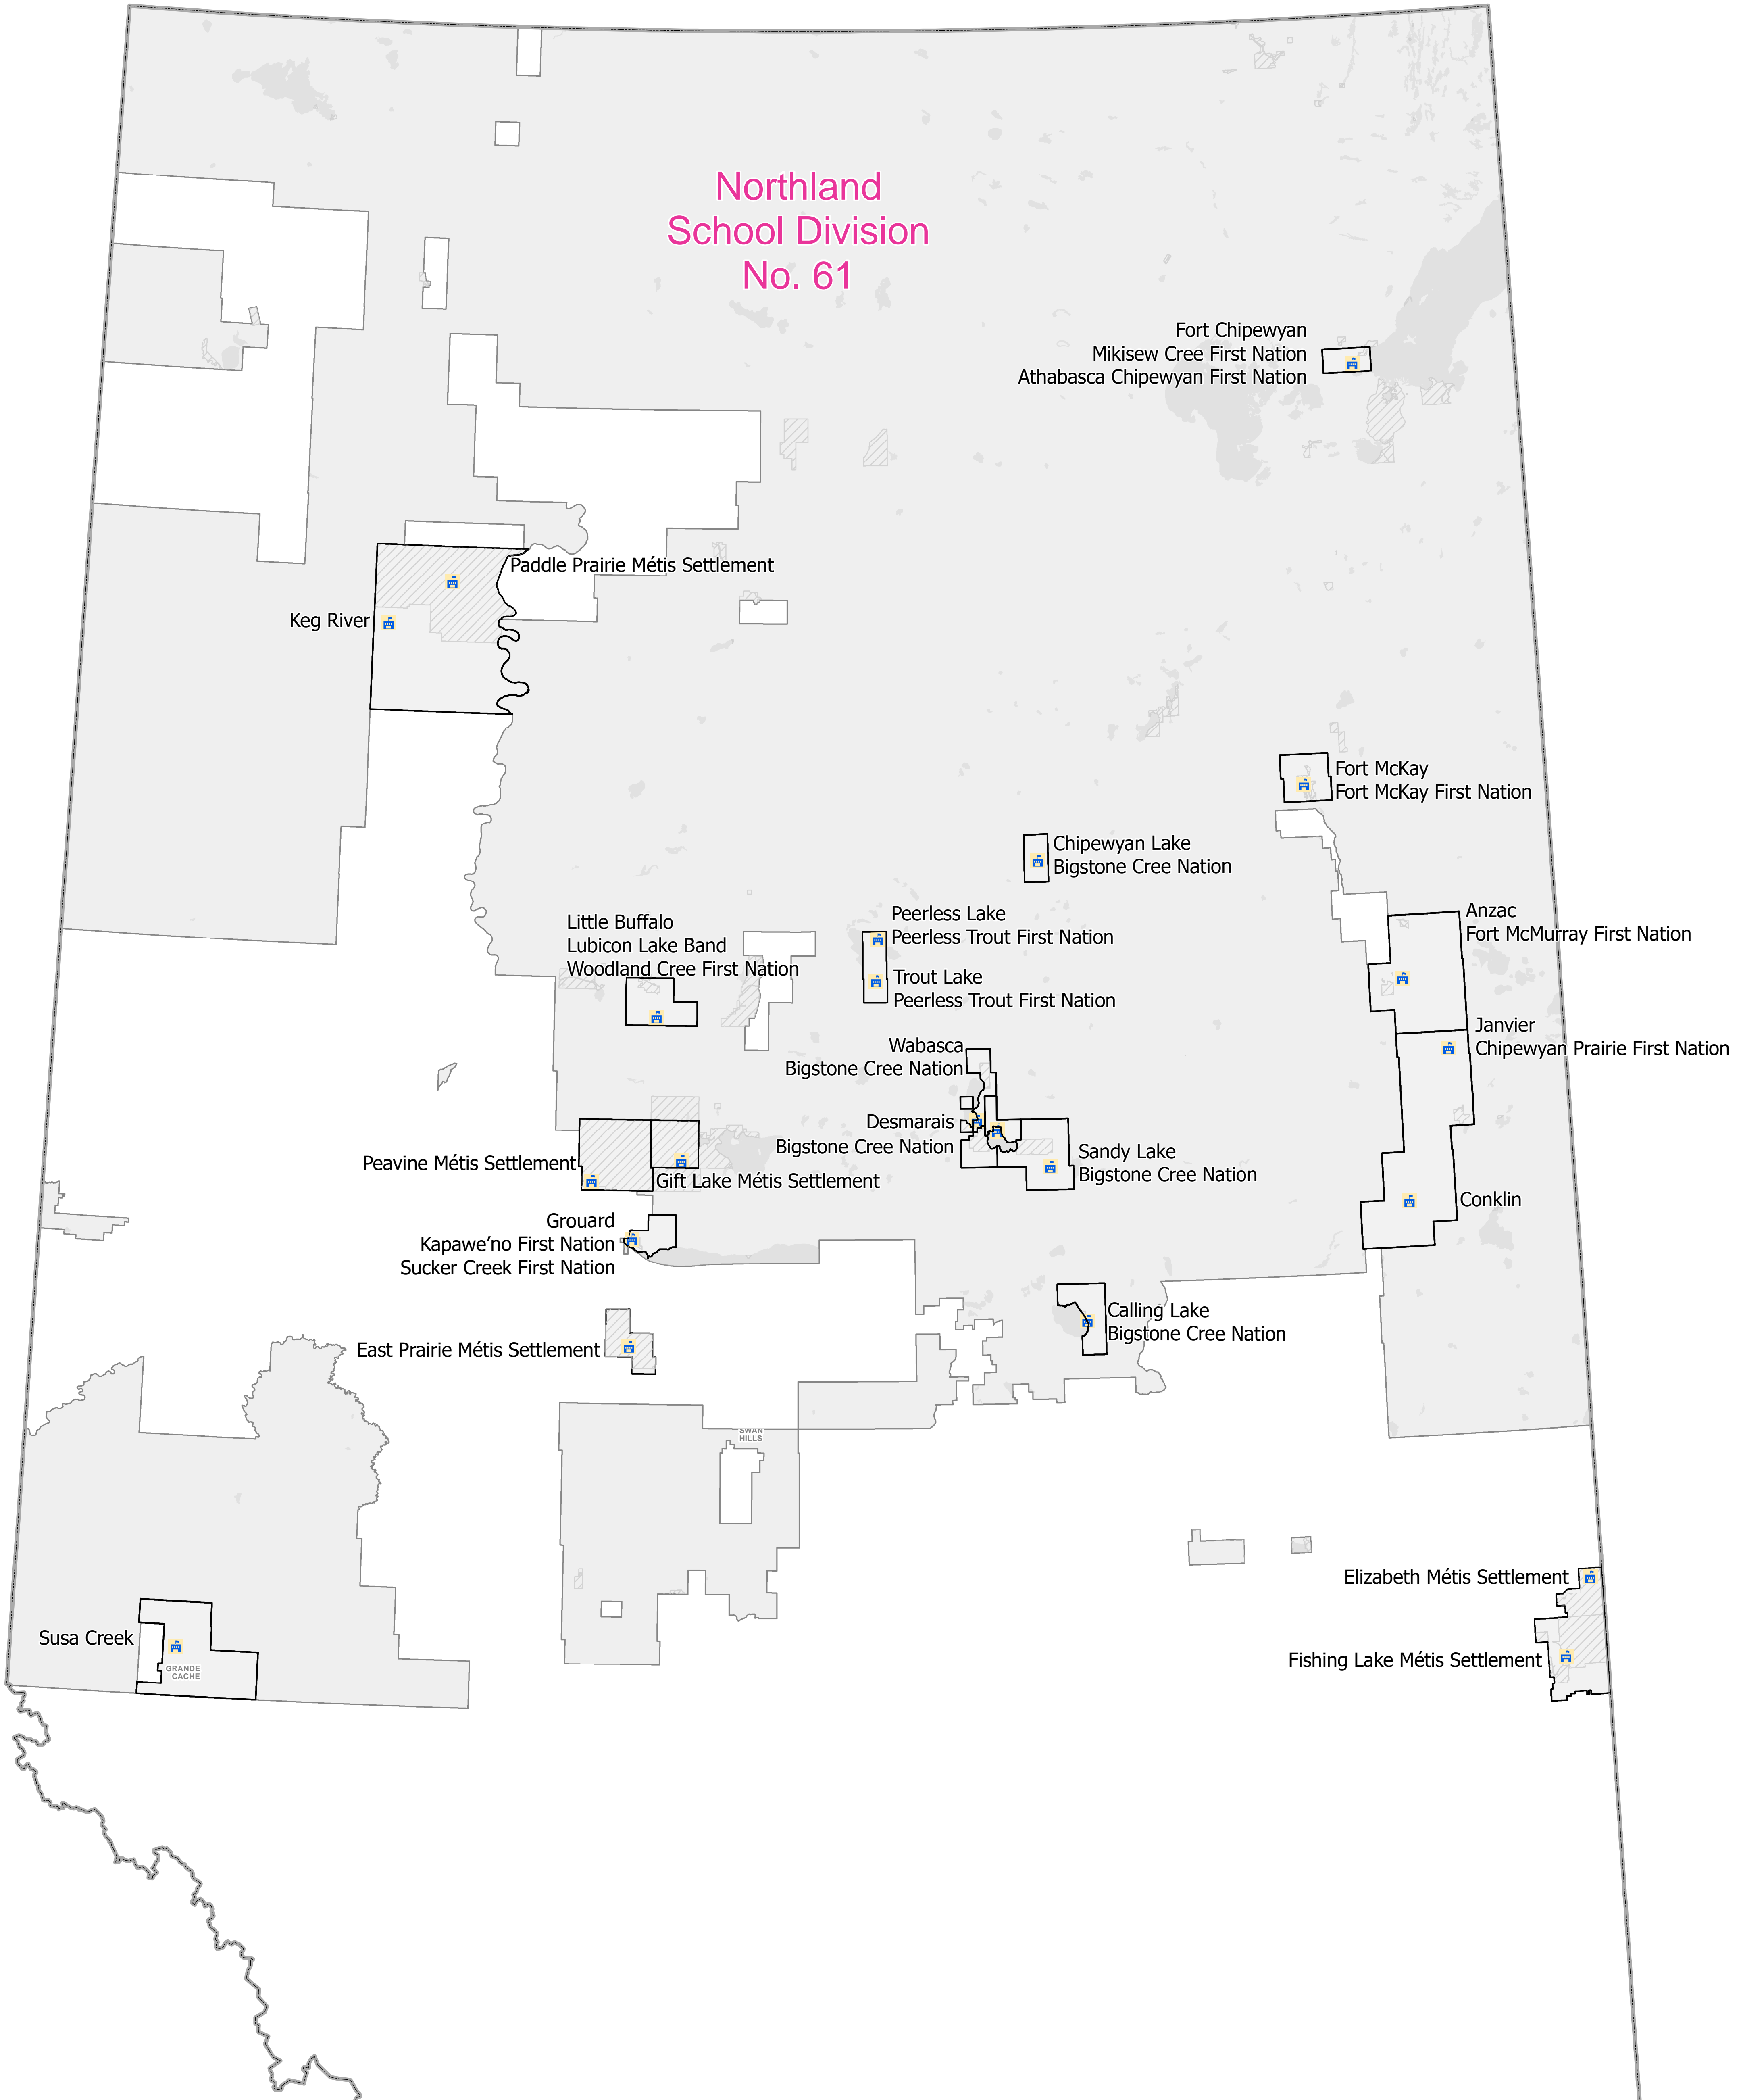 Northland
School Division
No. 61
Fort Chipewyan
Mikisew Cree First Nation
Athabasca Chipewyan First Nation
Paddle Prairie Métis Settlement
Keg River
Fort McKay
Fort McKay First Nation
Chipewyan Lake
Bigstone Cree Nation
Peerless Lake
Peerless Trout First Nation
Trout Lake
Peerless Trout First Nation
Little Buffalo
Lubicon Lake Band
Woodland Cree First Nation
Anzac
Fort McMurray First Nation
Janvier
Chipewyan Prairie First Nation
Wabasca
Bigstone Cree Nation
Desmarais
Bigstone Cree Nation
Sandy Lake
Bigstone Cree Nation
Peavine Métis Settlement
Gift Lake Métis Settlement
Conklin
Grouard
Kapawe’no First Nation
Sucker Creek First Nation
Calling Lake
Bigstone Cree Nation
East Prairie Métis Settlement
SWAN
HILLS
Elizabeth Métis Settlement
Susa Creek
GRANDE
CACHE
Fishing Lake Métis Settlement